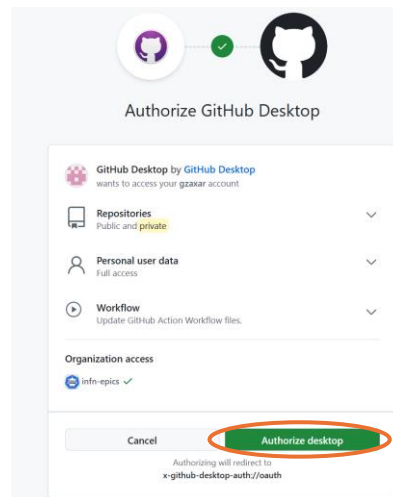 Authorize GitHub Desktop
GitHub Desktop by GitHub Desktop
wants to access your gzaxar account
Repositories
Public and private
Personal user data
Full access
Workflow
Update GitHub Action Workflow files.
Organization access
infn-epics
Cancel
Authorize desktop
Authorizing will redirect to
x-github-desktop-auth://oauth